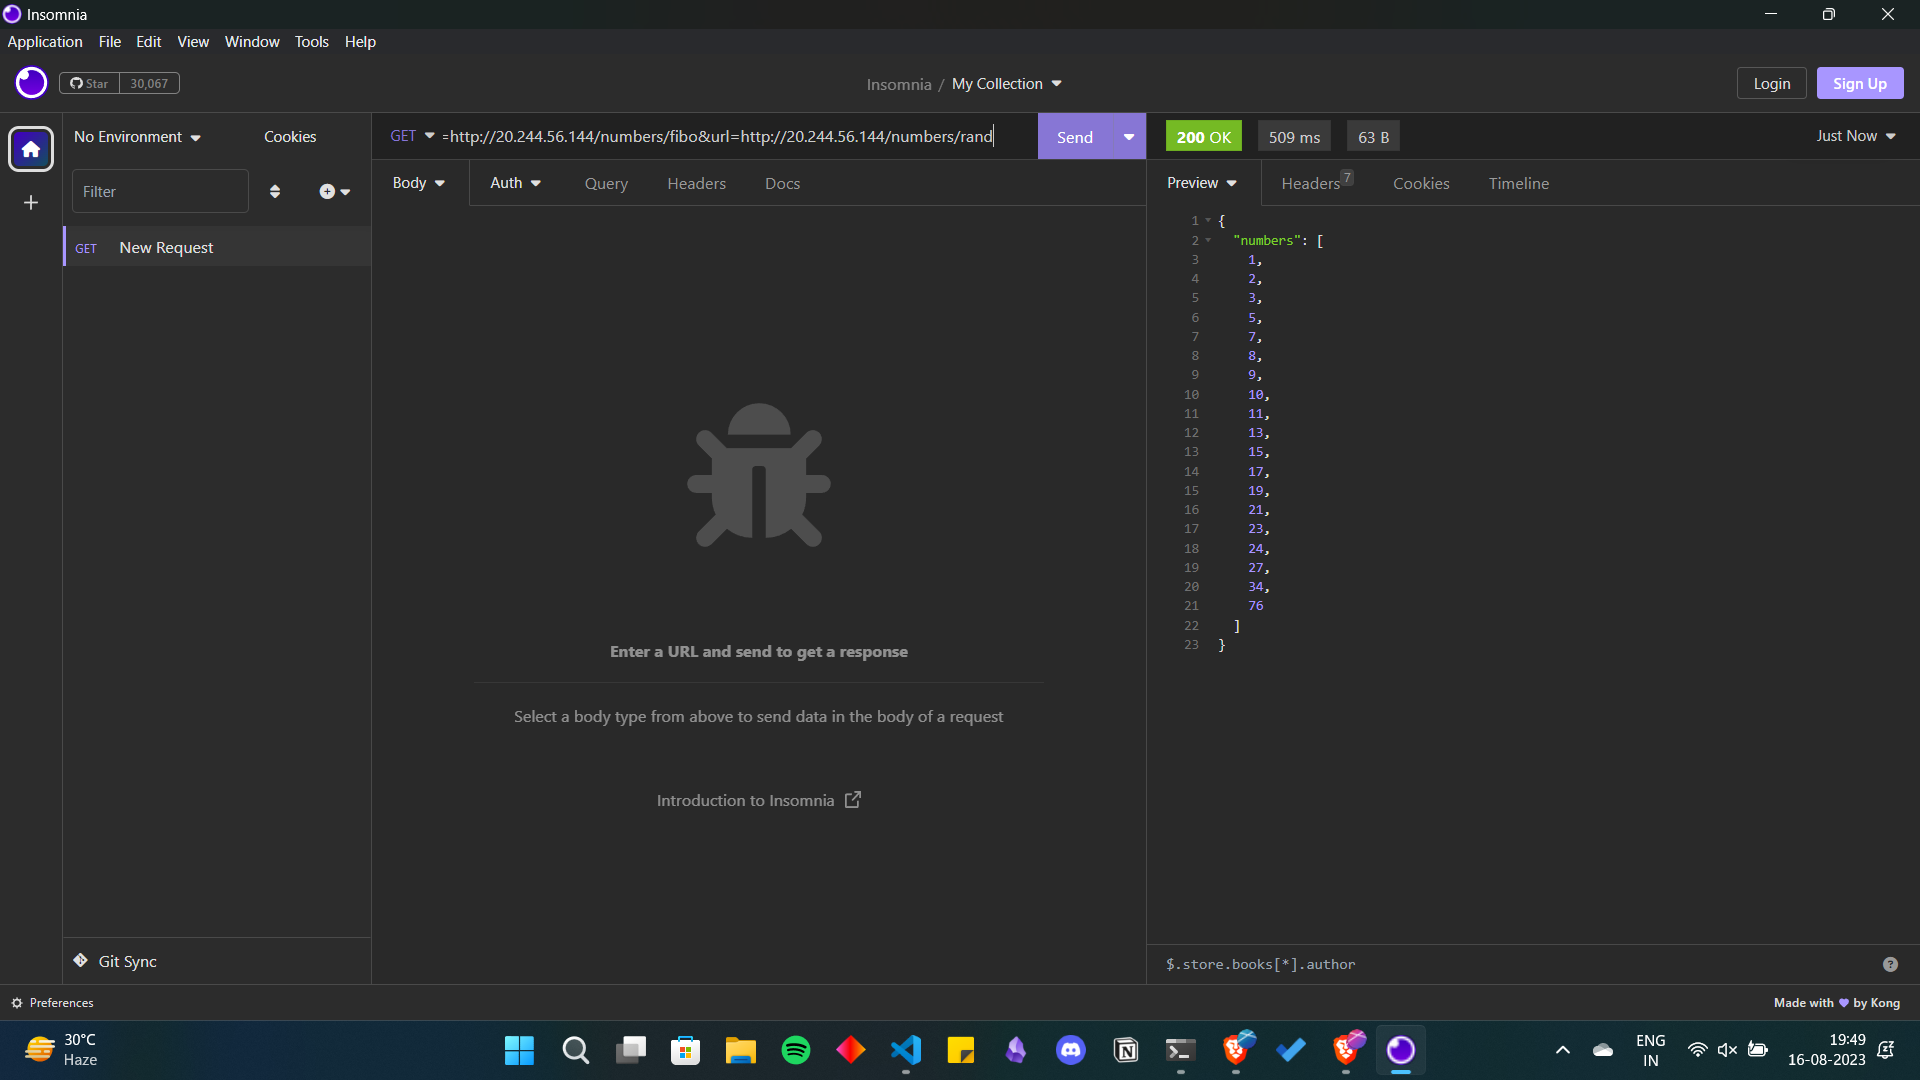 Insomnia
Application File Edit View Window Tools Help
Star 30,067
Insomnia / My Collection
Login Sign Up
No Environment Cookies
GET =http://20.244.56.144/numbers/fibo&url=http://20.244.56.144/numbers/rand
Send
200 OK 509 ms 63 B
Just Now
Filter
Body Auth Query Headers Docs
Preview Headers 7 Cookies Timeline
GET New Request
1 {
2 "numbers": [
3 1,
4 2,
5 3,
6 5,
7 7,
8 8,
9 9,
10 10,
11 11,
12 13,
13 15,
14 17,
15 19,
16 21,
17 23,
18 24,
19 27,
20 34,
21 76
22 ]
23 }
Enter a URL and send to get a response
Select a body type from above to send data in the body of a request
Introduction to Insomnia
Git Sync
$.store.books[*].author
?
Preferences
Made with by Kong
30°C
Haze
ENG
IN
19:49
16-08-2023